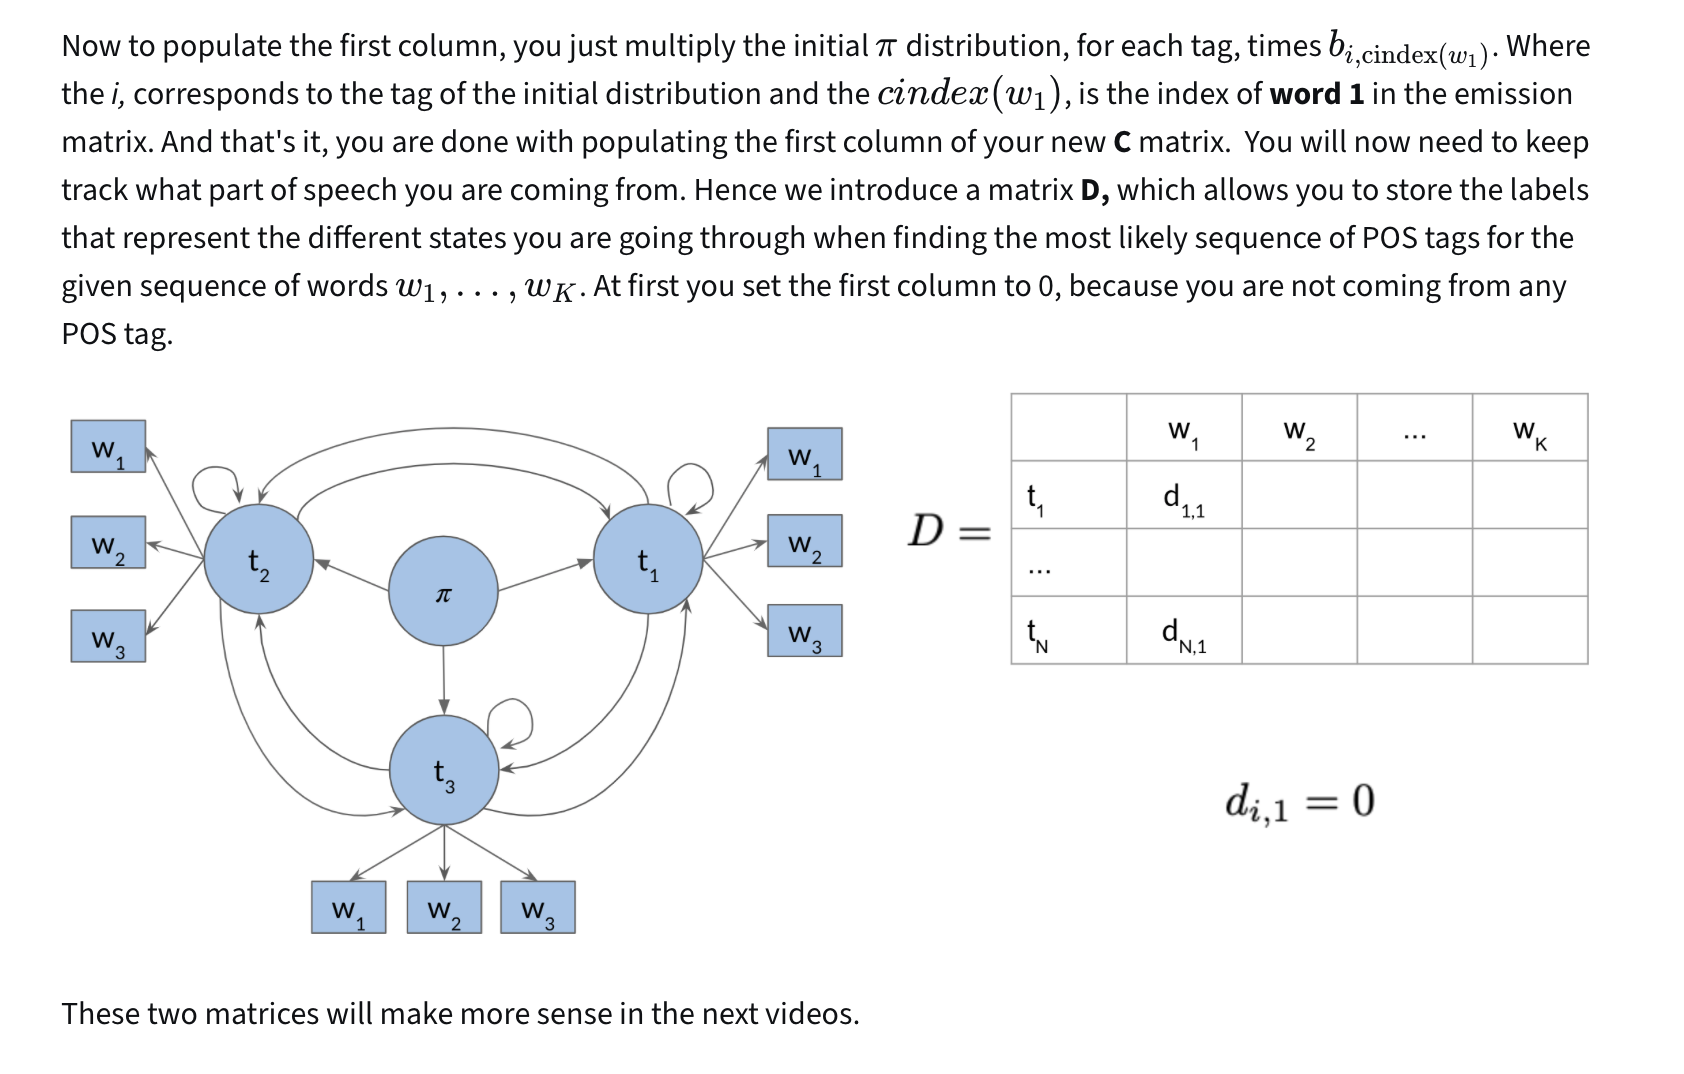 Now to populate the first column, you just multiply the initial π distribution, for each tag, times b_{i,cindex(w_1)}. Where
the i, corresponds to the tag of the initial distribution and the cindex(w_1), is the index of word 1 in the emission
matrix. And that's it, you are done with populating the first column of your new C matrix.  You will now need to keep
track what part of speech you are coming from. Hence we introduce a matrix D, which allows you to store the labels
that represent the different states you are going through when finding the most likely sequence of POS tags for the
given sequence of words w_1, . . . , w_K. At first you set the first column to 0, because you are not coming from any
POS tag.
w_1
w_2
w_3
t_2
π
t_1
w_1
w_2
w_3
t_3
w_1 w_2 w_3
D =
w_1 w_2 ... w_K
t_1 d_{1,1}
...
t_N d_{N,1}
d_{i,1} = 0
These two matrices will make more sense in the next videos.